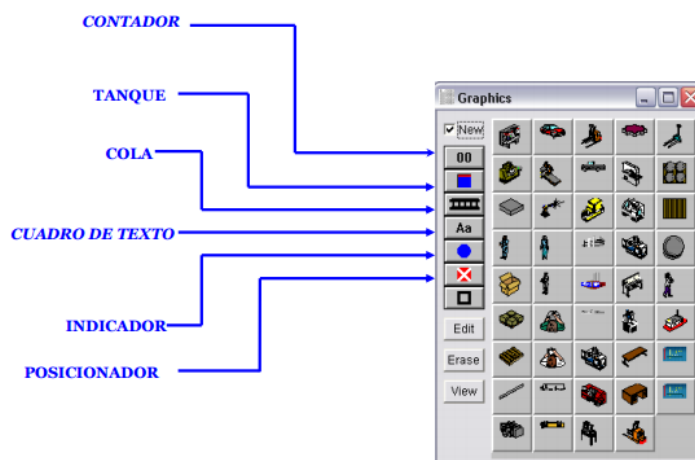 CONTADOR
TANQUE
COLA
CUADRO DE TEXTO
INDICADOR
POSICIONADOR
Graphics
New
00
Aa
Edit
Erase
View